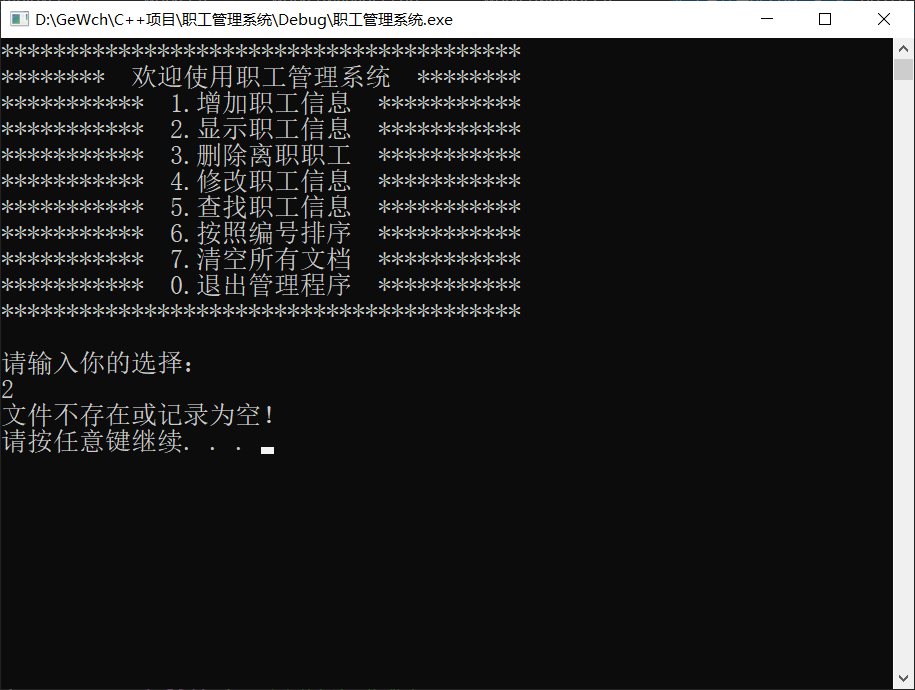 D:\GeWch\C++项目\职工管理系统\Debug\职工管理系统.exe
****************************************
******** 欢迎使用职工管理系统 ********
*********** 1.增加职工信息 ***********
*********** 2.显示职工信息 ***********
*********** 3.删除离职职工 ***********
*********** 4.修改职工信息 ***********
*********** 5.查找职工信息 ***********
*********** 6.按照编号排序 ***********
*********** 7.清空所有文档 ***********
*********** 0.退出管理程序 ***********
****************************************
请输入你的选择:
2
文件不存在或记录为空!
请按任意键继续. . .